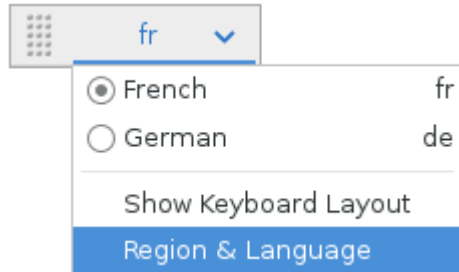 fr
French fr
German de
Show Keyboard Layout
Region & Language